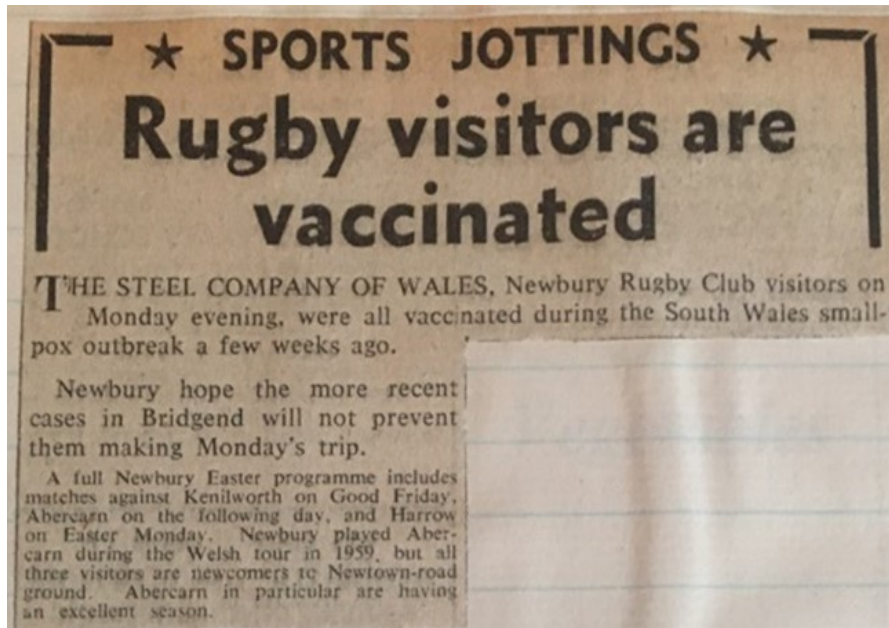 ★ SPORTS JOTTINGS ★
Rugby visitors are
vaccinated
THE STEEL COMPANY OF WALES, Newbury Rugby Club visitors on
Monday evening, were all vaccinated during the South Wales small-
pox outbreak a few weeks ago.
Newbury hope the more recent
cases in Bridgend will not prevent
them making Monday's trip.
A full Newbury Easter programme includes
matches against Kenilworth on Good Friday,
Abercarn on the following day, and Harrow
on Easter Monday. Newbury played Aber-
carn during the Welsh tour in 1959, but all
three visitors are newcomers to Newtown-road
ground. Abercarn in particular are having
an excellent season.